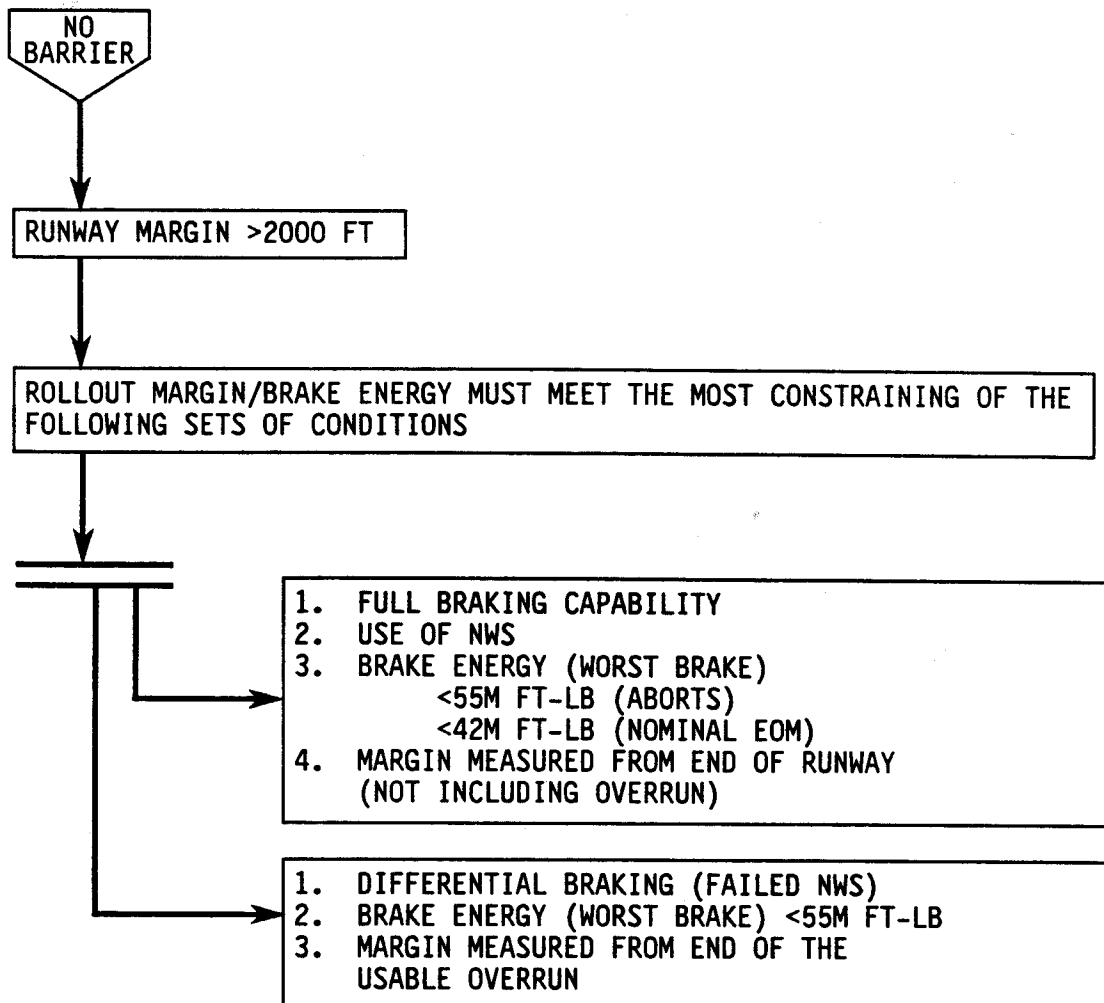 NO
BARRIER
RUNWAY MARGIN >2000 FT
ROLLOUT MARGIN/BRAKE ENERGY MUST MEET THE MOST CONSTRAINING OF THE
FOLLOWING SETS OF CONDITIONS
1. FULL BRAKING CAPABILITY
2. USE OF NWS
3. BRAKE ENERGY (WORST BRAKE)
<55M FT-LB (ABORTS)
<42M FT-LB (NOMINAL EOM)
4. MARGIN MEASURED FROM END OF RUNWAY
(NOT INCLUDING OVERRUN)
1. DIFFERENTIAL BRAKING (FAILED NWS)
2. BRAKE ENERGY (WORST BRAKE) <55M FT-LB
3. MARGIN MEASURED FROM END OF THE
USABLE OVERRUN